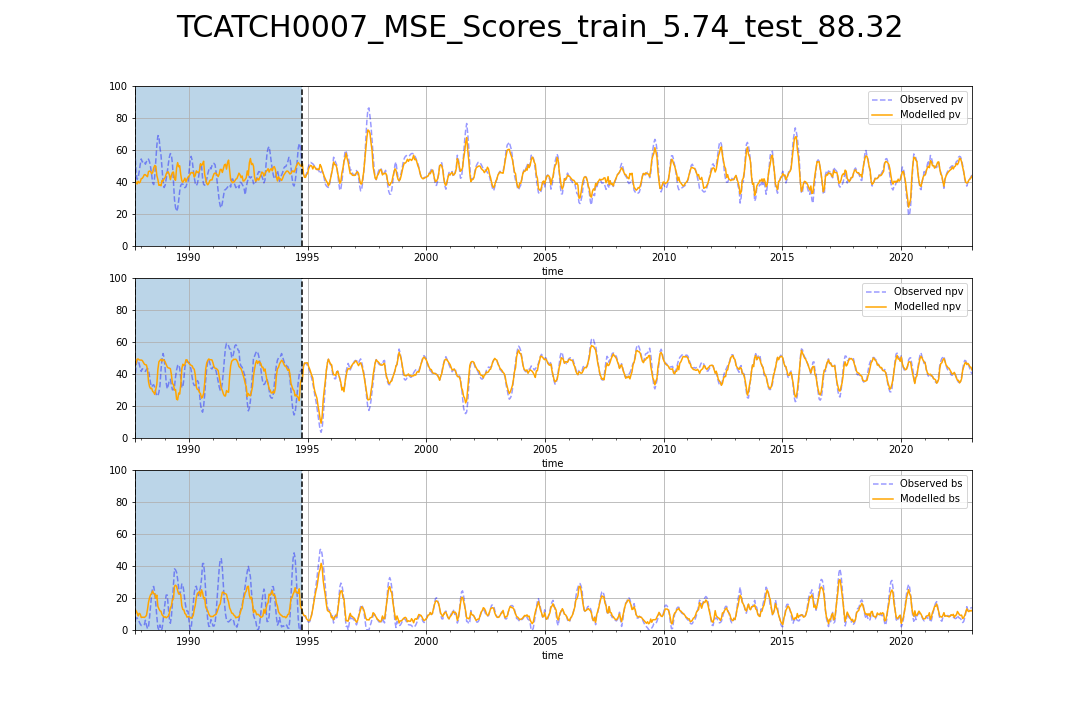 TCATCH0007_MSE_Scores_train_5.74_test_88.32
100
80
60
40
20
0
Observed pv
Modelled pv
1990 1995 2000 2005 2010 2015 2020
time
100
80
60
40
20
0
Observed npv
Modelled npv
1990 1995 2000 2005 2010 2015 2020
time
100
80
60
40
20
0
Observed bs
Modelled bs
1990 1995 2000 2005 2010 2015 2020
time